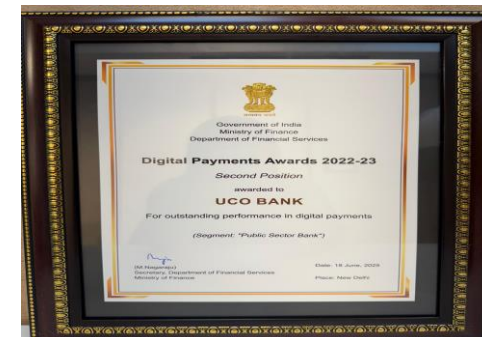 Government of India
Ministry of Finance
Department of Financial Services
Digital Payments Awards 2022-23
Second Position
awarded to
UCO BANK
For outstanding performance in digital payments
(Segment: "Public Sector Bank")
(M Nagaraju)
Secretary, Department of Financial Services
Ministry of Finance
Date: 18 June,
Place: New Delhi